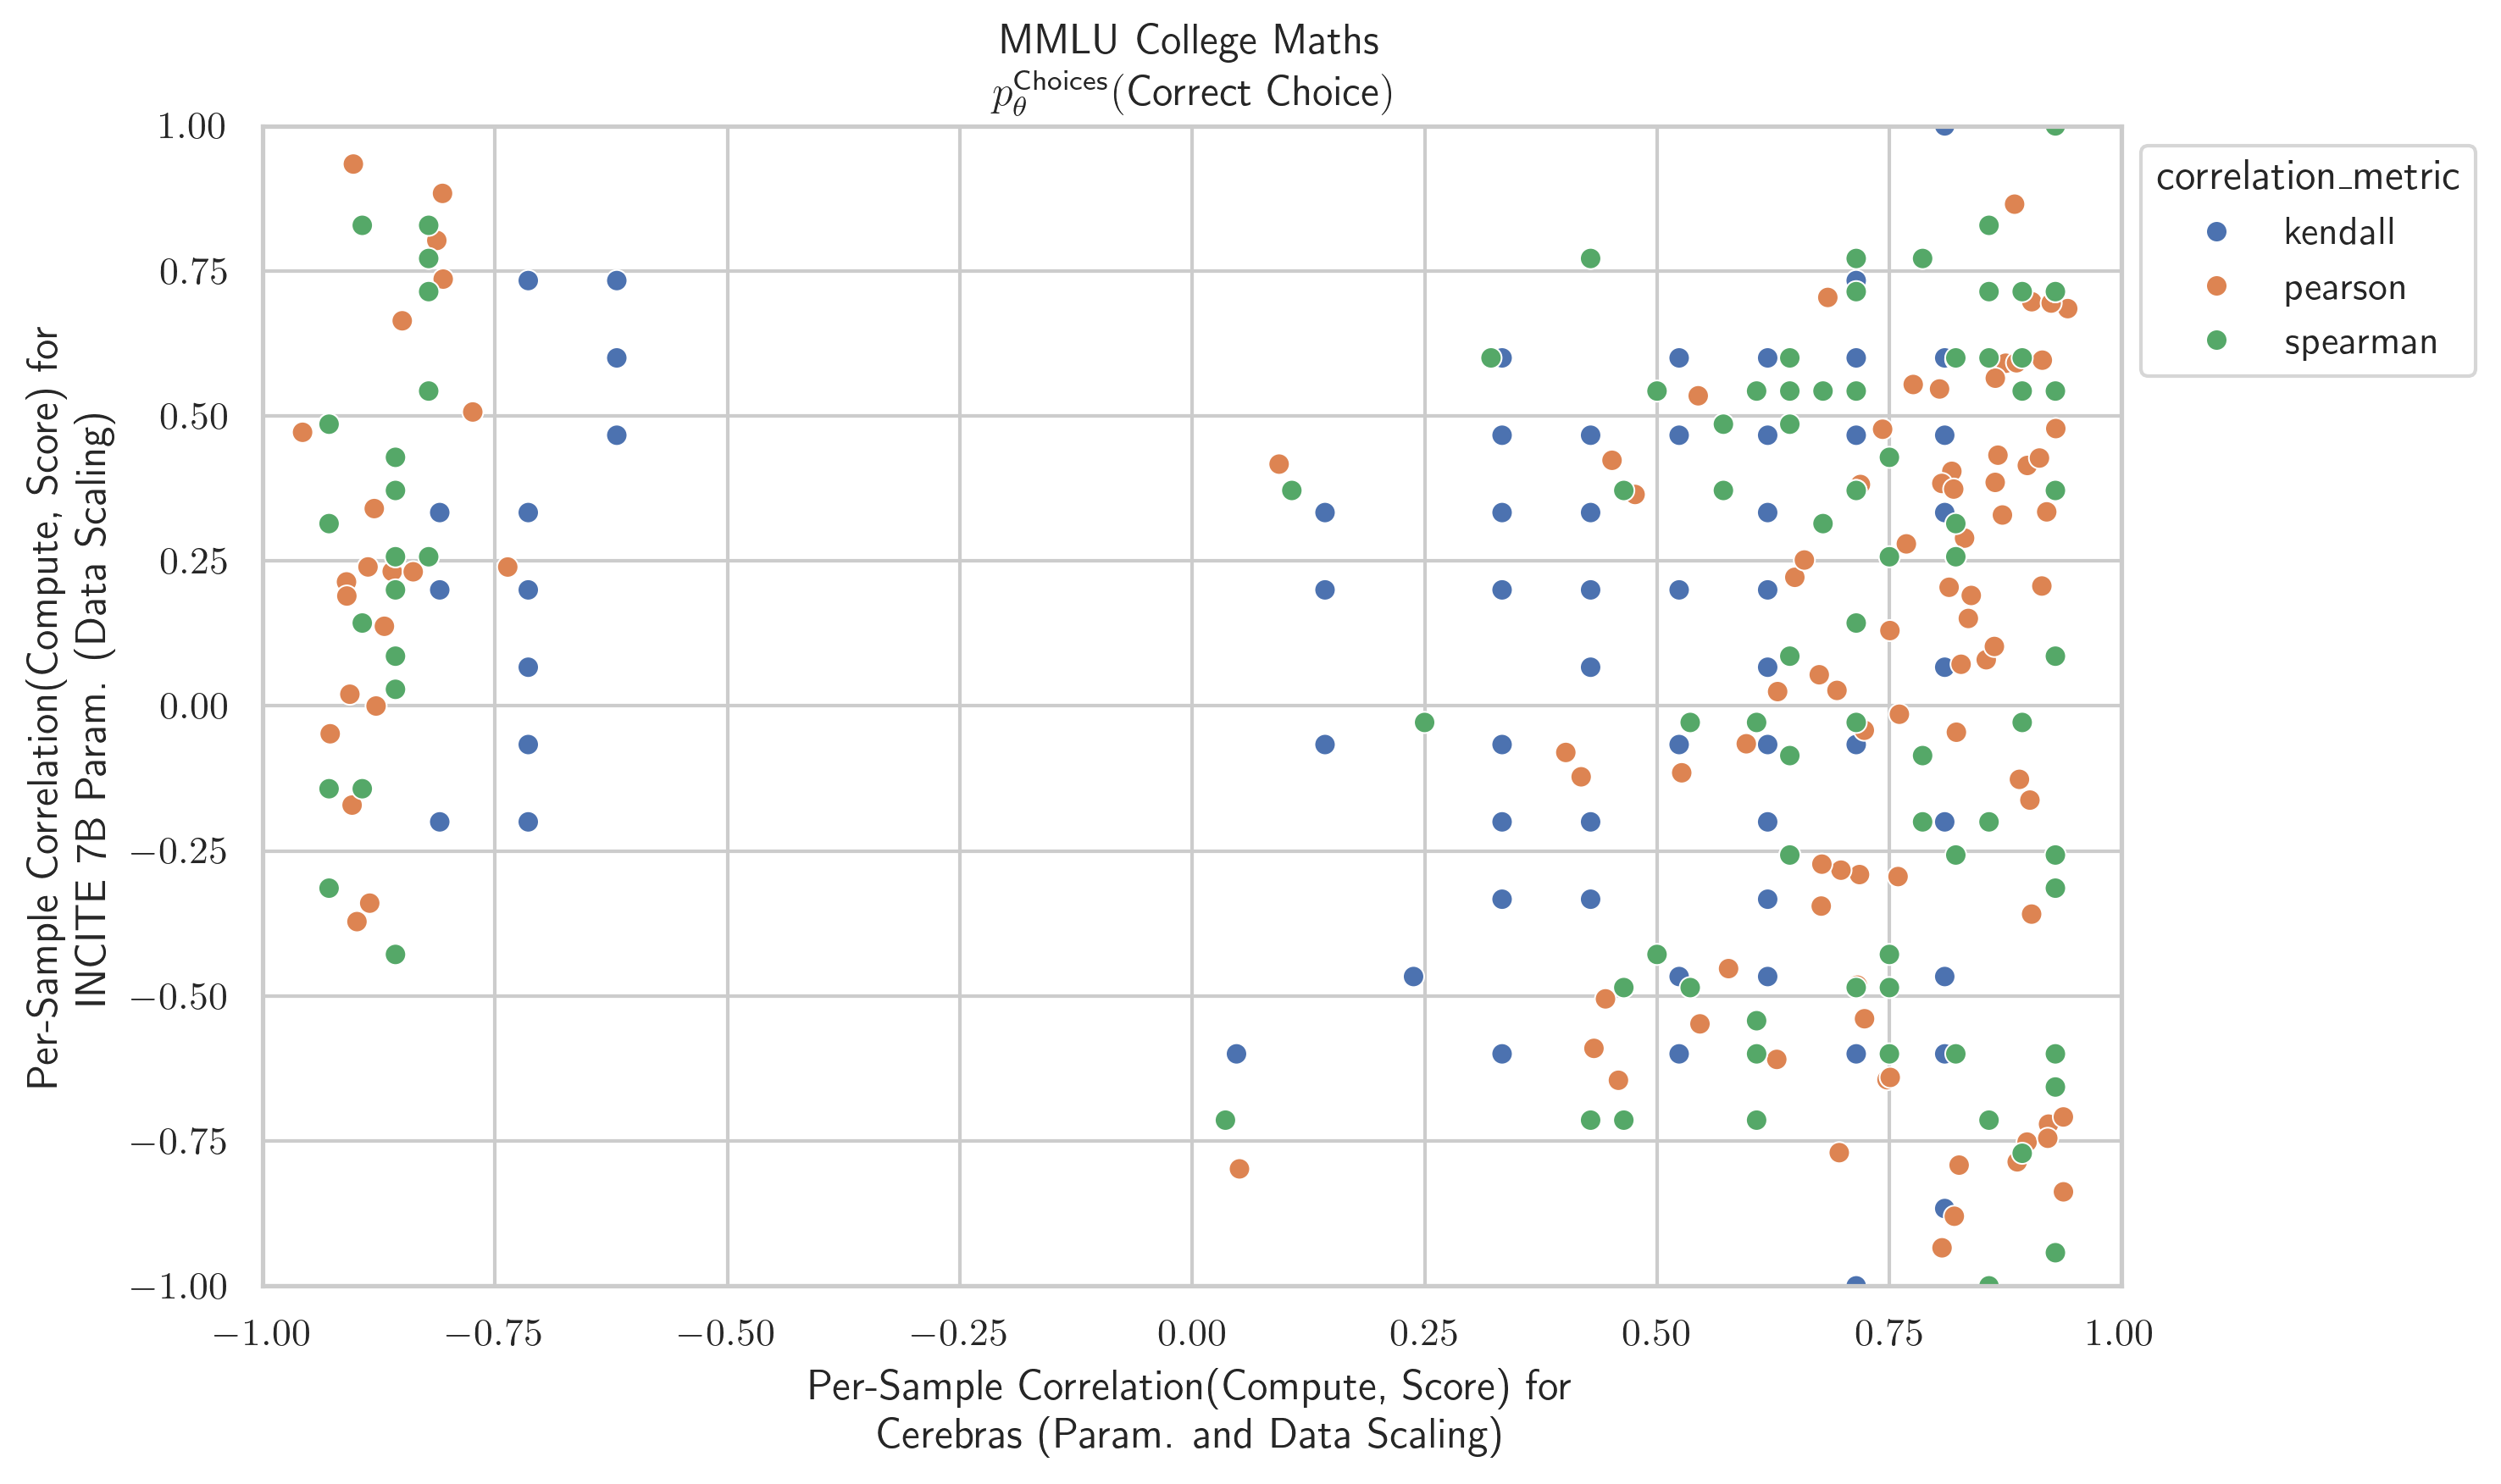 MMLU College Maths
p_θ^Choices(Correct Choice)
1.00
0.75
0.50
0.25
0.00
−0.25
−0.50
−0.75
−1.00
Per-Sample Correlation(Compute, Score) for
INCITE 7B Param. (Data Scaling)
correlation_metric
kendall
pearson
spearman
−1.00 −0.75 −0.50 −0.25 0.00 0.25 0.50 0.75 1.00
Per-Sample Correlation(Compute, Score) for
Cerebras (Param. and Data Scaling)